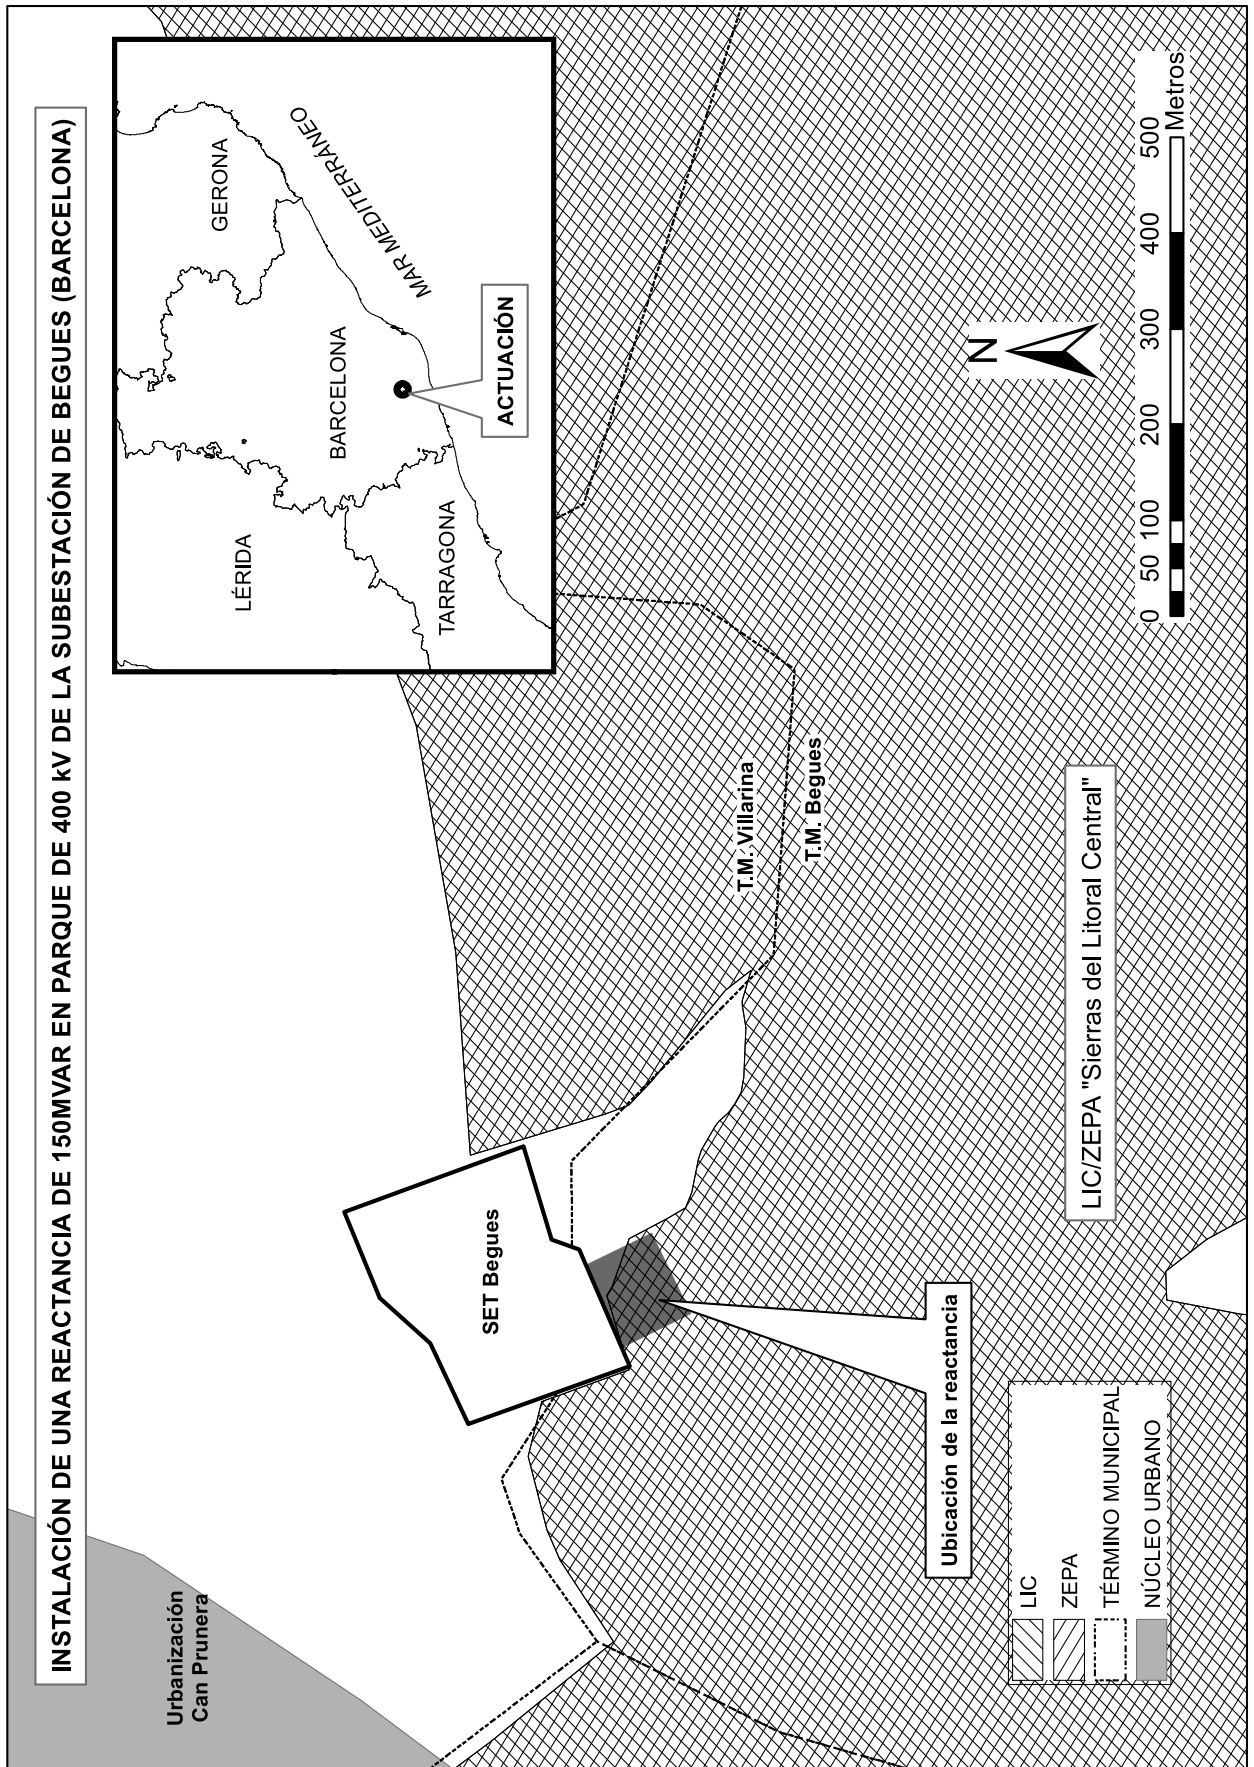 INSTALACIÓN DE UNA REACTANCIA DE 150MVAR EN PARQUE DE 400 kV DE LA SUBESTACIÓN DE BEGUES (BARCELONA)
Urbanización
Can Prunera
LÉRIDA
GERONA
BARCELONA
TARRAGONA
MAR MEDITERRÁNEO
ACTUACIÓN
SET Begues
T.M. Villarina
T.M. Begues
Ubicación de la reactancia
LIC/ZEPA "Sierras del Litoral Central"
N
LIC
ZEPA
TÉRMINO MUNICIPAL
NÚCLEO URBANO
0 50 100 200 300 400 500
Metros